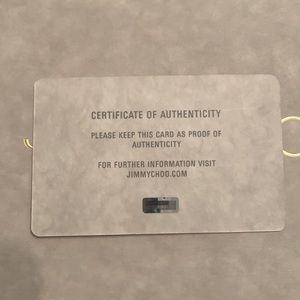 CERTIFICATE OF AUTHENTICITY
PLEASE KEEP THIS CARD AS PROOF OF
AUTHENTICITY
FOR FURTHER INFORMATION VISIT
JIMMYCHOO.COM